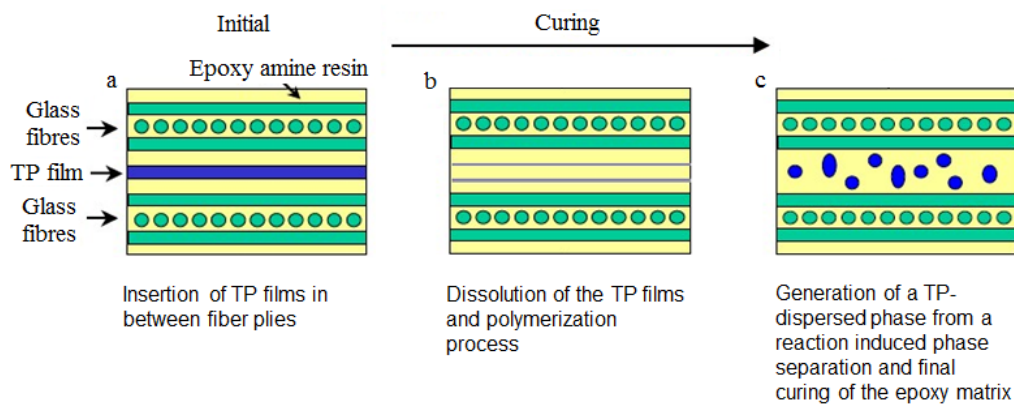 Initial
Curing
a
Epoxy amine resin
b
c
Glass
fibres
TP film
Glass
fibres
Insertion of TP films in
between fiber plies
Dissolution of the TP films
and polymerization
process
Generation of a TP-
dispersed phase from a
reaction induced phase
separation and final
curing of the epoxy matrix